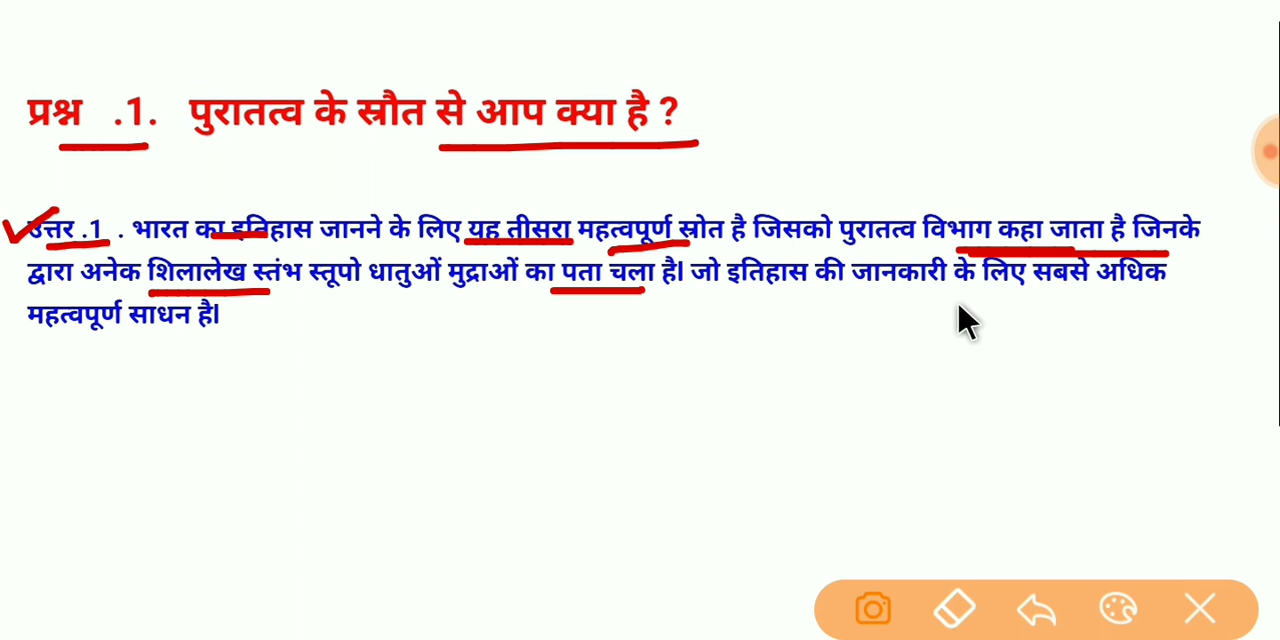 प्रश्न .1. पुरातत्व के स्रौत से आप क्या है ?
उत्तर .1 . भारत का इतिहास जानने के लिए यह तीसरा महत्वपूर्ण स्रोत है जिसको पुरातत्व विभाग कहा जाता है जिनके
द्वारा अनेक शिलालेख स्तंभ स्तूपो धातुओं मुद्राओं का पता चला है। जो इतिहास की जानकारी के लिए सबसे अधिक
महत्वपूर्ण साधन है।